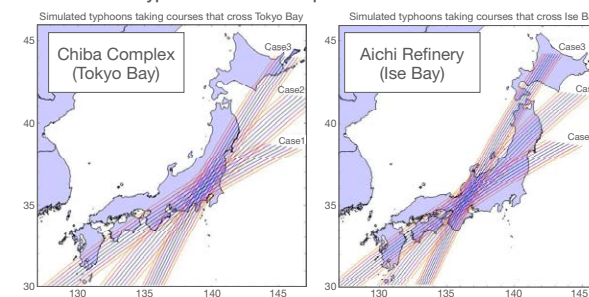 Simulated typhoons taking courses that cross Tokyo Bay
Chiba Complex
(Tokyo Bay)
Case3
Case2
Case1
45
40
35
30
130
135
140
145
Simulated typhoons taking courses that cross Ise B
Aichi Refinery
(Ise Bay)
Case3
Cas
Case
45
40
35
30
130
135
140
145